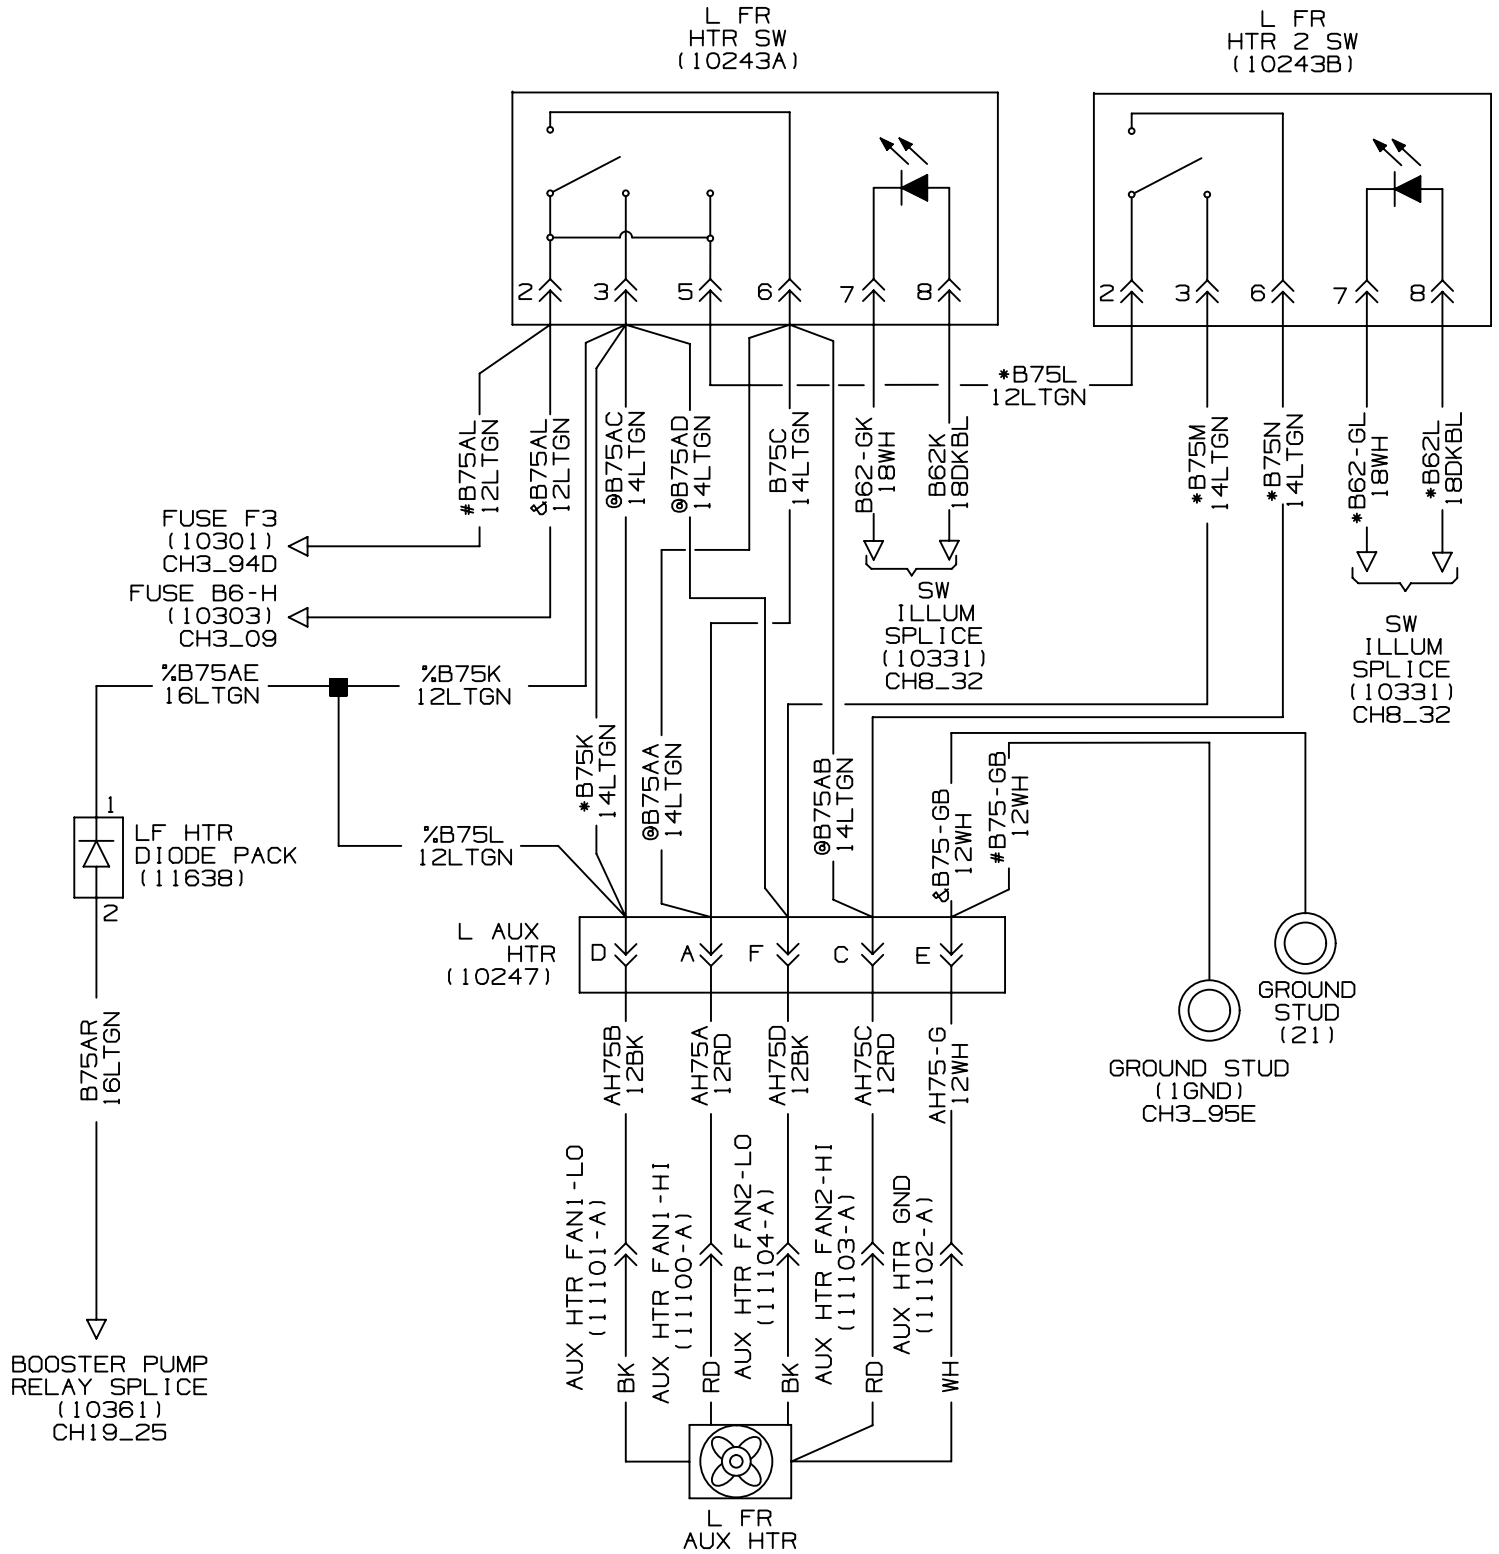 L FR
HTR SW
(10243A)
L FR
HTR 2 SW
(10243B)
2
3
5
6
7
8
2
3
6
7
8
*B75L
12LTGN
#B75AL
12LTGN
&B75AL
12LTGN
@B75AC
14LTGN
@B75AD
14LTGN
B75C
14LTGN
B62-GK
18WH
B62K
18DKBL
*B75M
14LTGN
*B75N
14LTGN
*B62-GL
18WH
*B62L
18DKBL
FUSE F3
(10301)
CH3_94D
FUSE B6-H
(10303)
CH3_09
SW
ILLUM
SPLICE
(10331)
CH8_32
SW
ILLUM
SPLICE
(10331)
CH8_32
%B75AE
16LTGN
%B75K
12LTGN
*B75K
14LTGN
@B75AA
14LTGN
@B75AB
14LTGN
&B75-GB
12WH
#B75-GB
12WH
1
LF HTR
DIODE PACK
(11638)
2
%B75L
12LTGN
L AUX
HTR
(10247)
D
A
F
C
E
GROUND
STUD
(21)
GROUND STUD
(1GND)
CH3_95E
B75AR
16LTGN
AH75B
12BK
AH75A
12RD
AH75D
12BK
AH75C
12RD
AH75-G
12WH
AUX HTR FAN1-LO
(11101-A)
AUX HTR FAN1-HI
(11100-A)
AUX HTR FAN2-LO
(11104-A)
AUX HTR FAN2-HI
(11103-A)
AUX HTR GND
(11102-A)
BK
RD
BK
RD
WH
BOOSTER PUMP
RELAY SPLICE
(10361)
CH19_25
L FR
AUX HTR